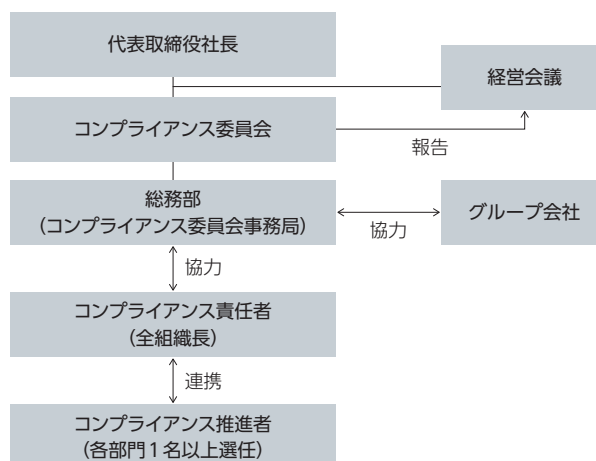 代表取締役社長
経営会議
コンプライアンス委員会
報告
総務部
(コンプライアンス委員会事務局)
協力
グループ会社
協力
コンプライアンス責任者
(全組織長)
連携
コンプライアンス推進者
(各部門1名以上選任)